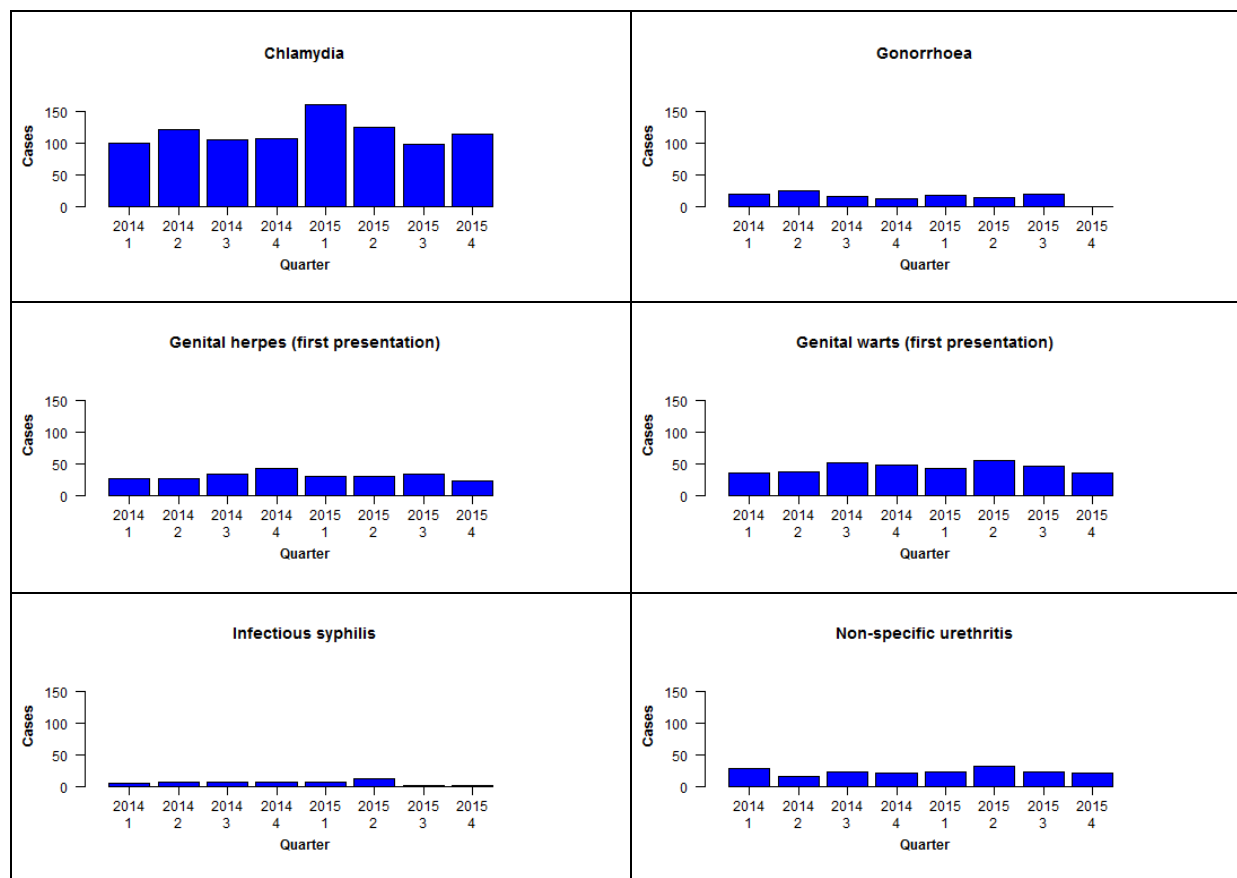 Chlamydia
Cases
150
100
50
0
2014 2014 2014 2014 2015 2015 2015 2015
1 2 3 4 1 2 3 4
Quarter
Gonorrhoea
Cases
150
100
50
0
2014 2014 2014 2014 2015 2015 2015 2015
1 2 3 4 1 2 3 4
Quarter
Genital herpes (first presentation)
Cases
150
100
50
0
2014 2014 2014 2014 2015 2015 2015 2015
1 2 3 4 1 2 3 4
Quarter
Genital warts (first presentation)
Cases
150
100
50
0
2014 2014 2014 2014 2015 2015 2015 2015
1 2 3 4 1 2 3 4
Quarter
Infectious syphilis
Cases
150
100
50
0
2014 2014 2014 2014 2015 2015 2015 2015
1 2 3 4 1 2 3 4
Quarter
Non-specific urethritis
Cases
150
100
50
0
2014 2014 2014 2014 2015 2015 2015 2015
1 2 3 4 1 2 3 4
Quarter